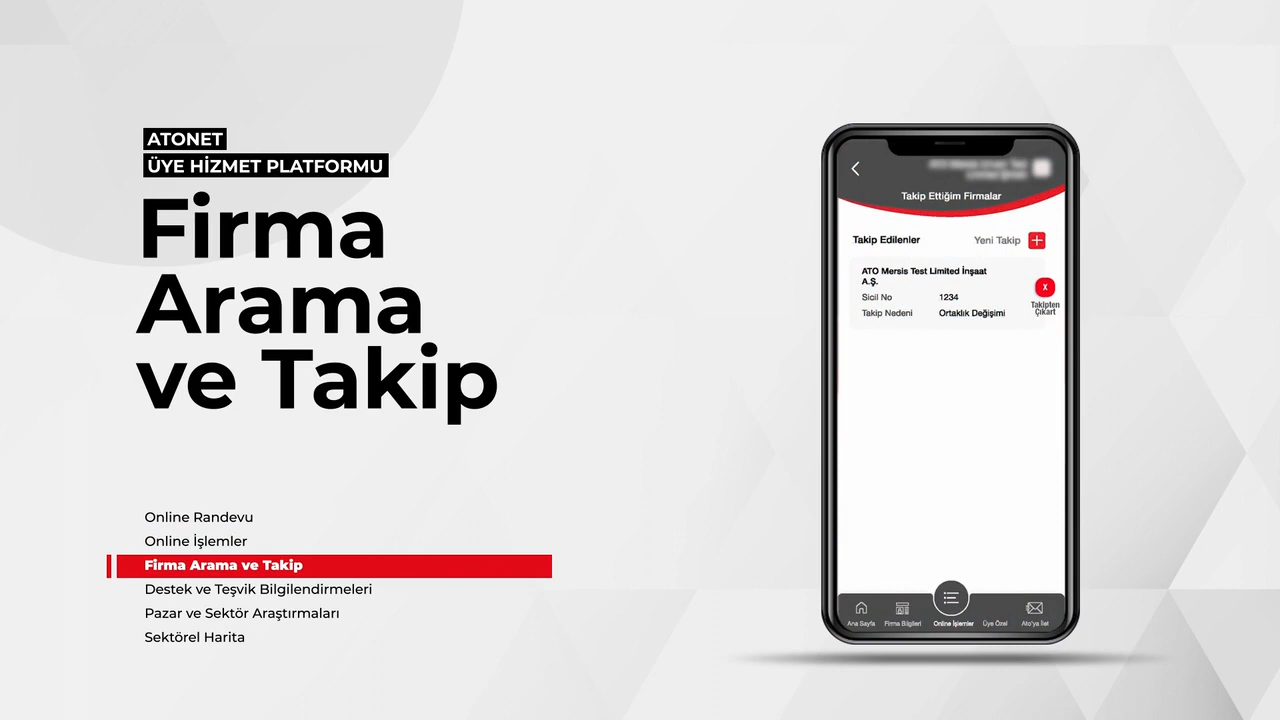 ATONET
ÜYE HİZMET PLATFORMU
Firma
Arama
ve Takip
Online Randevu
Online İşlemler
Firma Arama ve Takip
Destek ve Teşvik Bilgilendirmeleri
Pazar ve Sektör Araştırmaları
Sektörel Harita
Takip Ettiğim Firmalar
Takip Edilenler
Yeni Takip
ATO Mersis Test Limited İnşaat
A.Ş.
Sicil No 1234
Takip Nedeni Ortaklık Değişimi
X
Takipten
Çıkart
Ana Sayfa
Firma Bilgileri
Online İşlemler
Üye Özel
Ato'ya İlet